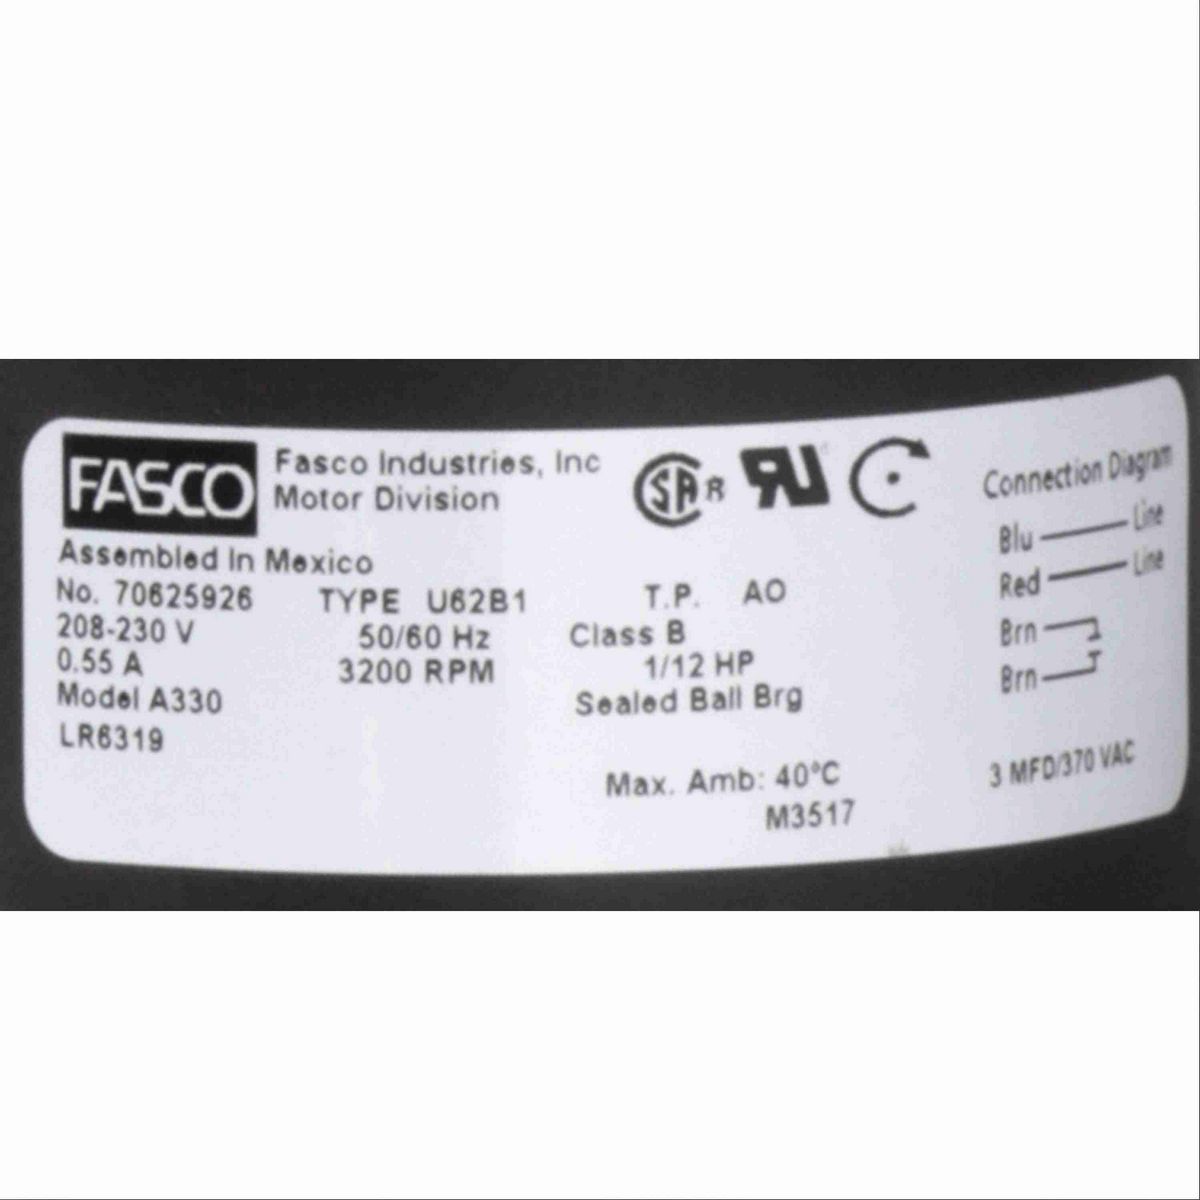 FASCO
Fasco Industries, Inc
Motor Division
Assembled In Mexico
No. 70625926 TYPE U62B1 T.P. AO
208-230 V 50/60 Hz Class B
0.55 A 3200 RPM 1/12 HP
Model A330 Sealed Ball Brg
LR6319
Max. Amb: 40°C
M3517
SA R
RU
Connection Diagram
Blu Line
Red Line
Brn
Brn
3 MFD/370 VAC